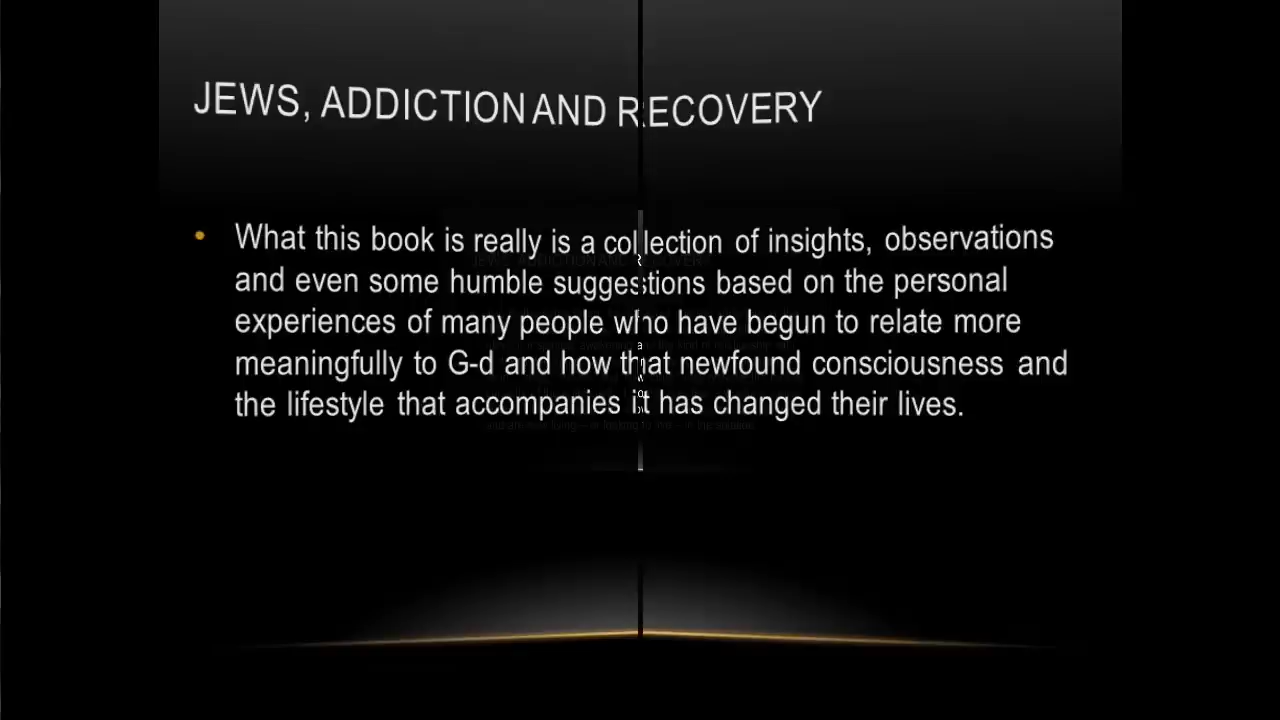 JEWS, ADDICTION AND RECOVERY
• What this book is really is a collection of insights, observations
and even some humble suggestions based on the personal
experiences of many people who have begun to relate more
meaningfully to G-d and how that newfound consciousness and
the lifestyle that accompanies it has changed their lives.